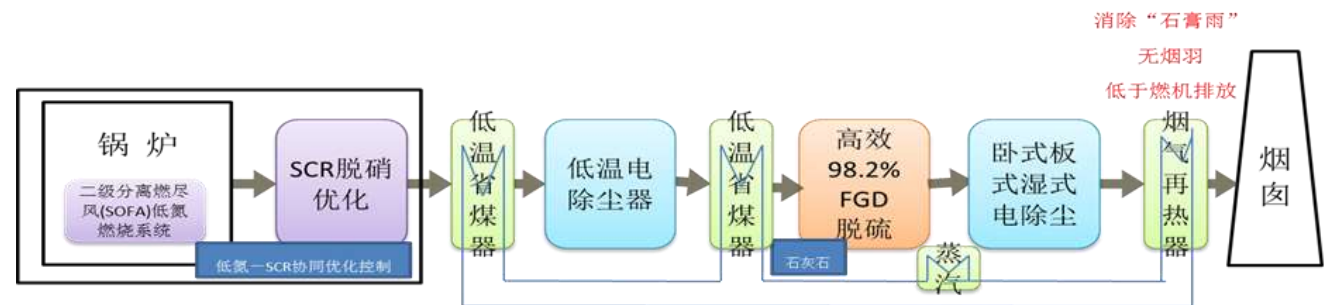 消除“石膏雨”
无烟羽
低于燃机排放
锅 炉
二级分离燃尽
风(SOFA)低氮
燃烧系统
SCR脱硝
优化
低氮—SCR协同优化控制
低
温
省
煤
器
低温电
除尘器
低
温
省
煤
器
高效
98.2%
FGD
脱硫
石灰石
卧式板
式湿式
电除尘
蒸
汽
烟
气
再
热
器
烟
囱